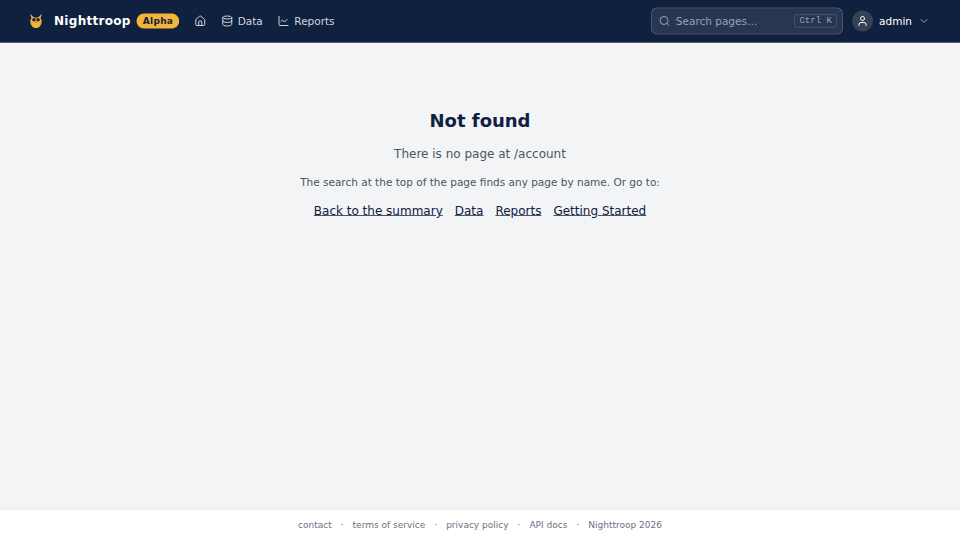 Nighttroop Alpha Data Reports Search pages... Ctrl K admin
Not found
There is no page at /account
The search at the top of the page finds any page by name. Or go to:
Back to the summary Data Reports Getting Started
contact · terms of service · privacy policy · API docs · Nighttroop 2026